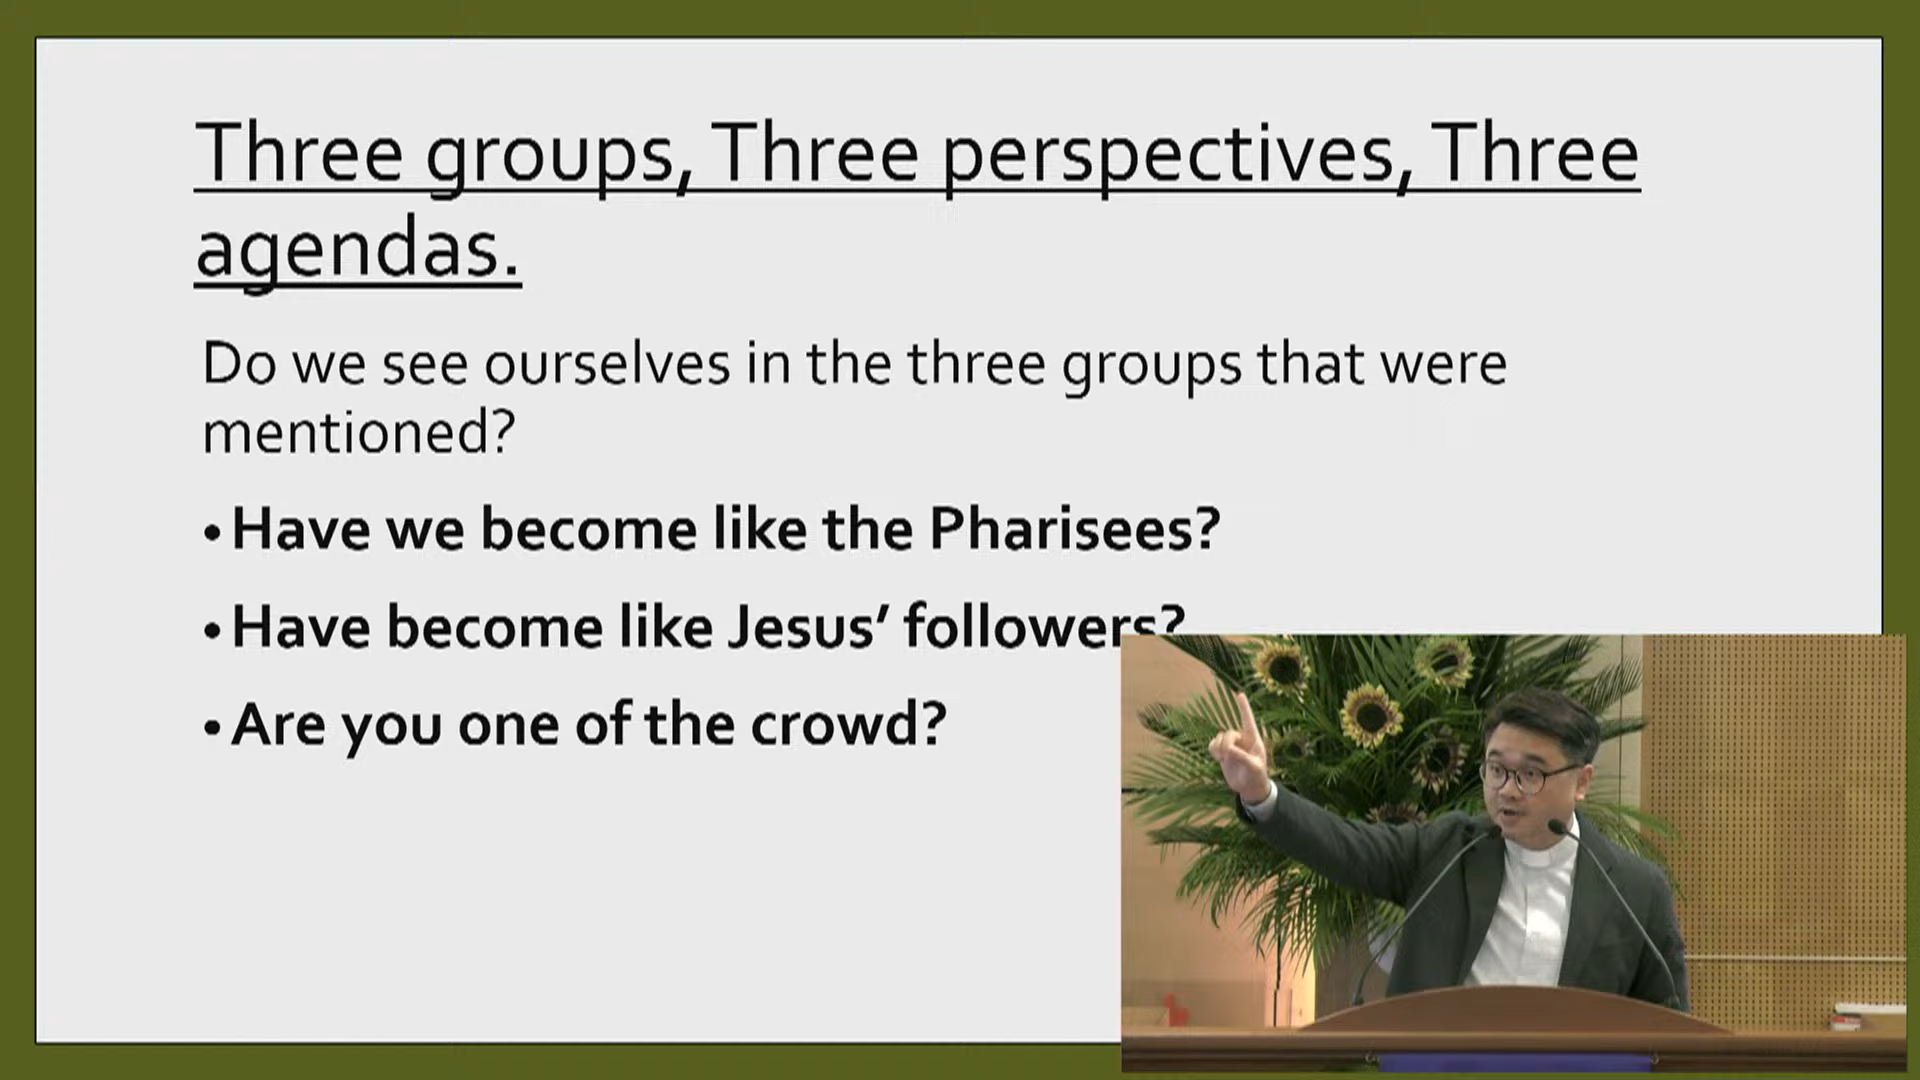 Three groups, Three perspectives, Three
agendas.
Do we see ourselves in the three groups that were
mentioned?
• Have we become like the Pharisees?
• Have become like Jesus’ followers?
• Are you one of the crowd?